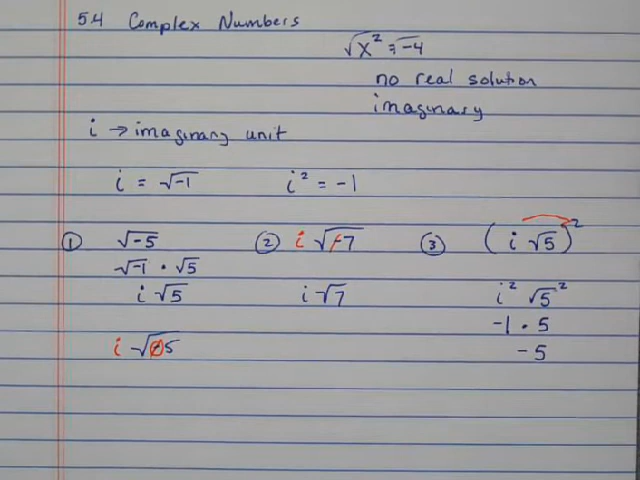 5.4 Complex Numbers
√x² = √-4
no real solution
imaginary
i → imaginary unit
i = √-1 i² = -1
① √-5 ② i √-7 ③ (i √5)²
√-1 · √5
i √5 i √7 i² √5²
-1 · 5
i √-5 -5